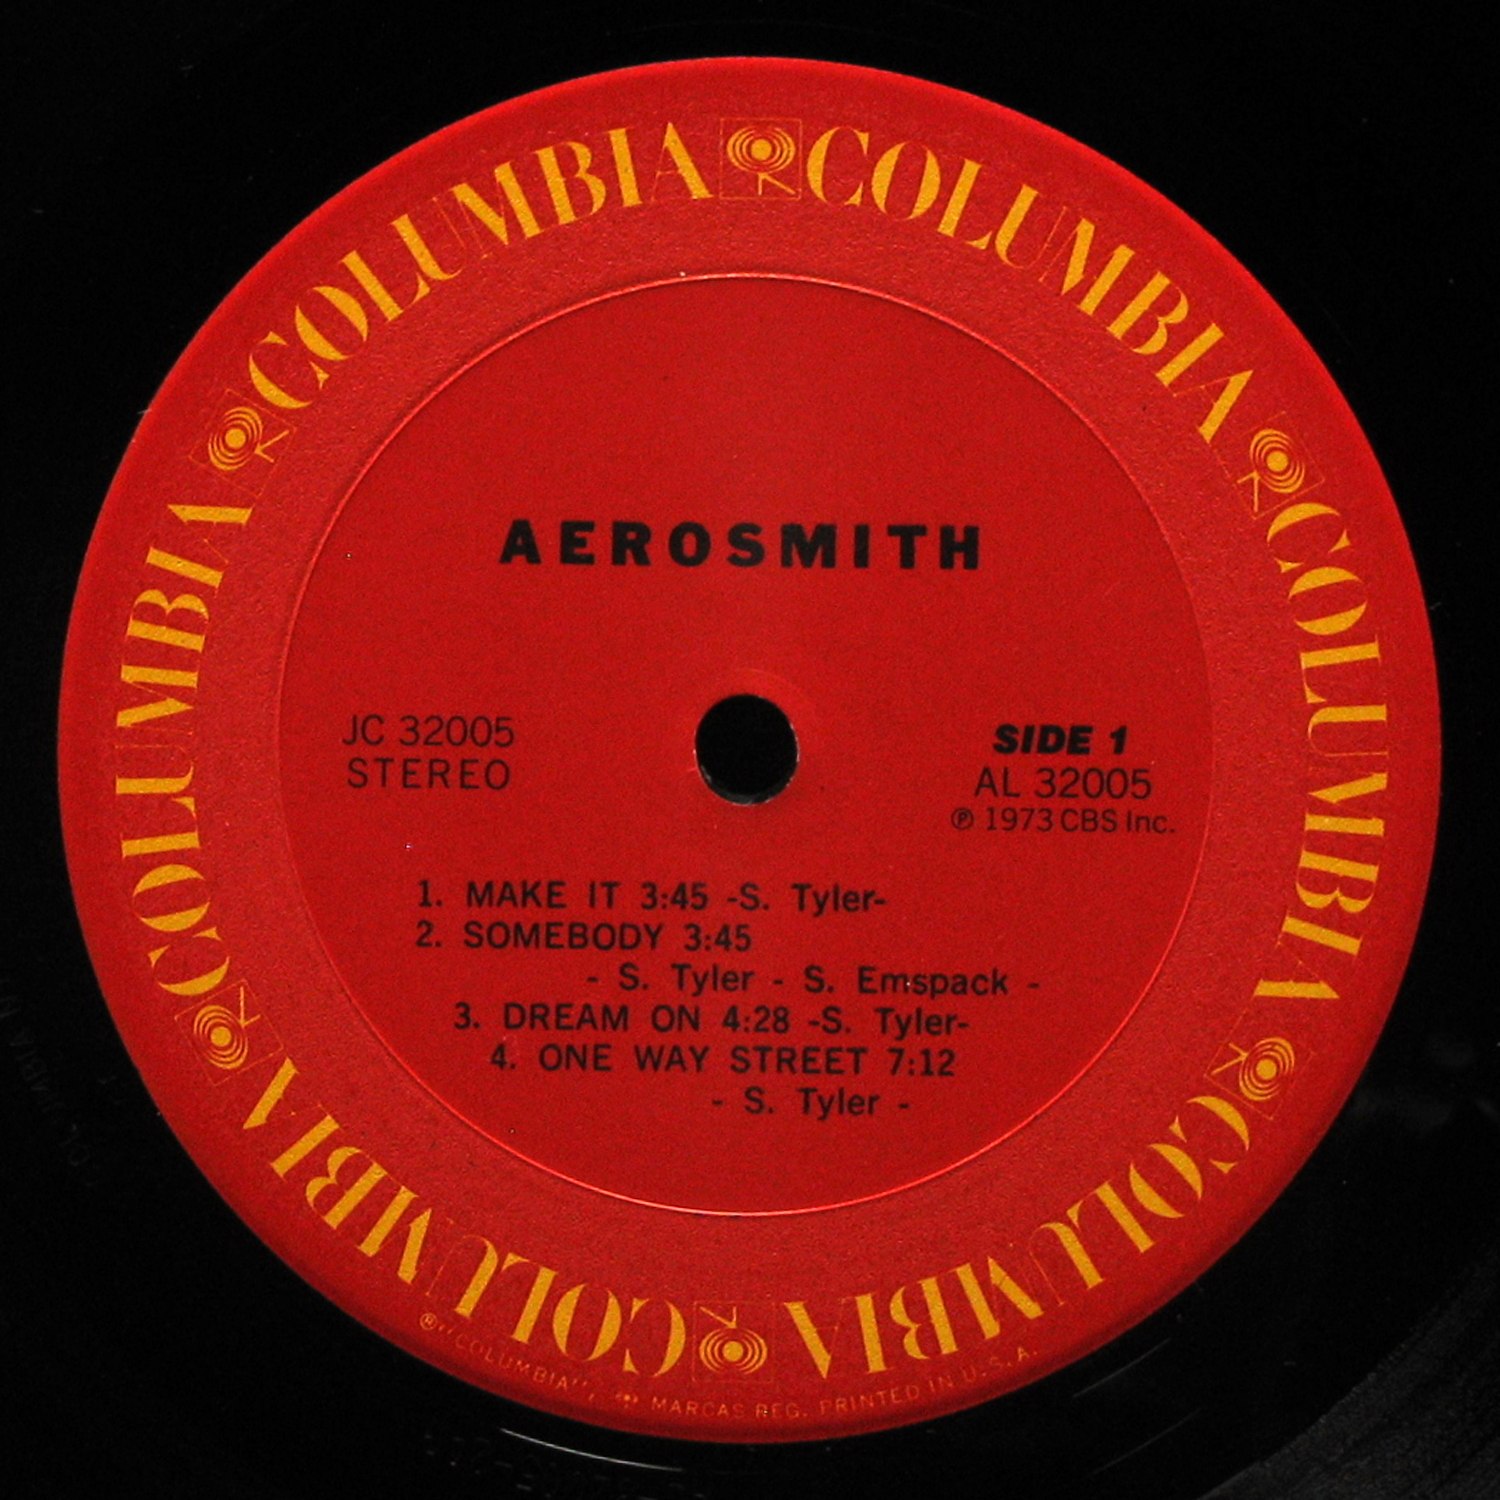 COLUMBIA COLUMBIA COLUMBIA COLUMBIA COLUMBIA COLUMBIA
AEROSMITH
JC 32005
STEREO
SIDE 1
AL 32005
℗ 1973 CBS Inc.
1. MAKE IT 3:45 -S. Tyler-
2. SOMEBODY 3:45
- S. Tyler - S. Emspack -
3. DREAM ON 4:28 -S. Tyler-
4. ONE WAY STREET 7:12
- S. Tyler -
® "COLUMBIA", MARCAS REG. PRINTED IN U.S.A.